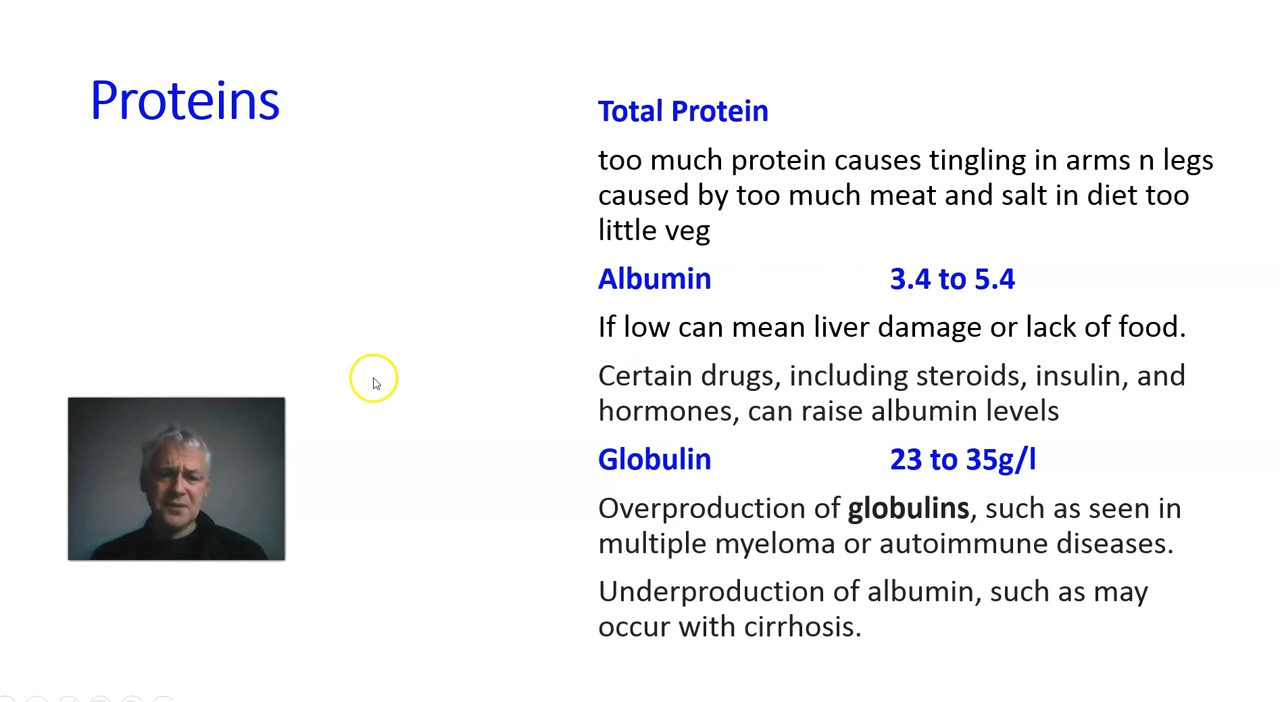 Proteins
Total Protein
too much protein causes tingling in arms n legs
caused by too much meat and salt in diet too
little veg
Albumin 3.4 to 5.4
If low can mean liver damage or lack of food.
Certain drugs, including steroids, insulin, and
hormones, can raise albumin levels
Globulin 23 to 35g/l
Overproduction of globulins, such as seen in
multiple myeloma or autoimmune diseases.
Underproduction of albumin, such as may
occur with cirrhosis.